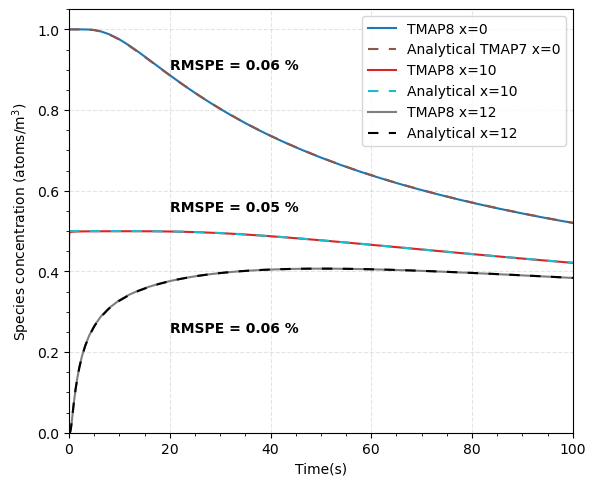 1.0
0.8
0.6
0.4
0.2
0.0
Species concentration (atoms/m³)
TMAP8 x=0
Analytical TMAP7 x=0
TMAP8 x=10
Analytical x=10
TMAP8 x=12
Analytical x=12
RMSPE = 0.06 %
RMSPE = 0.05 %
RMSPE = 0.06 %
0
20
40
60
80
100
Time(s)